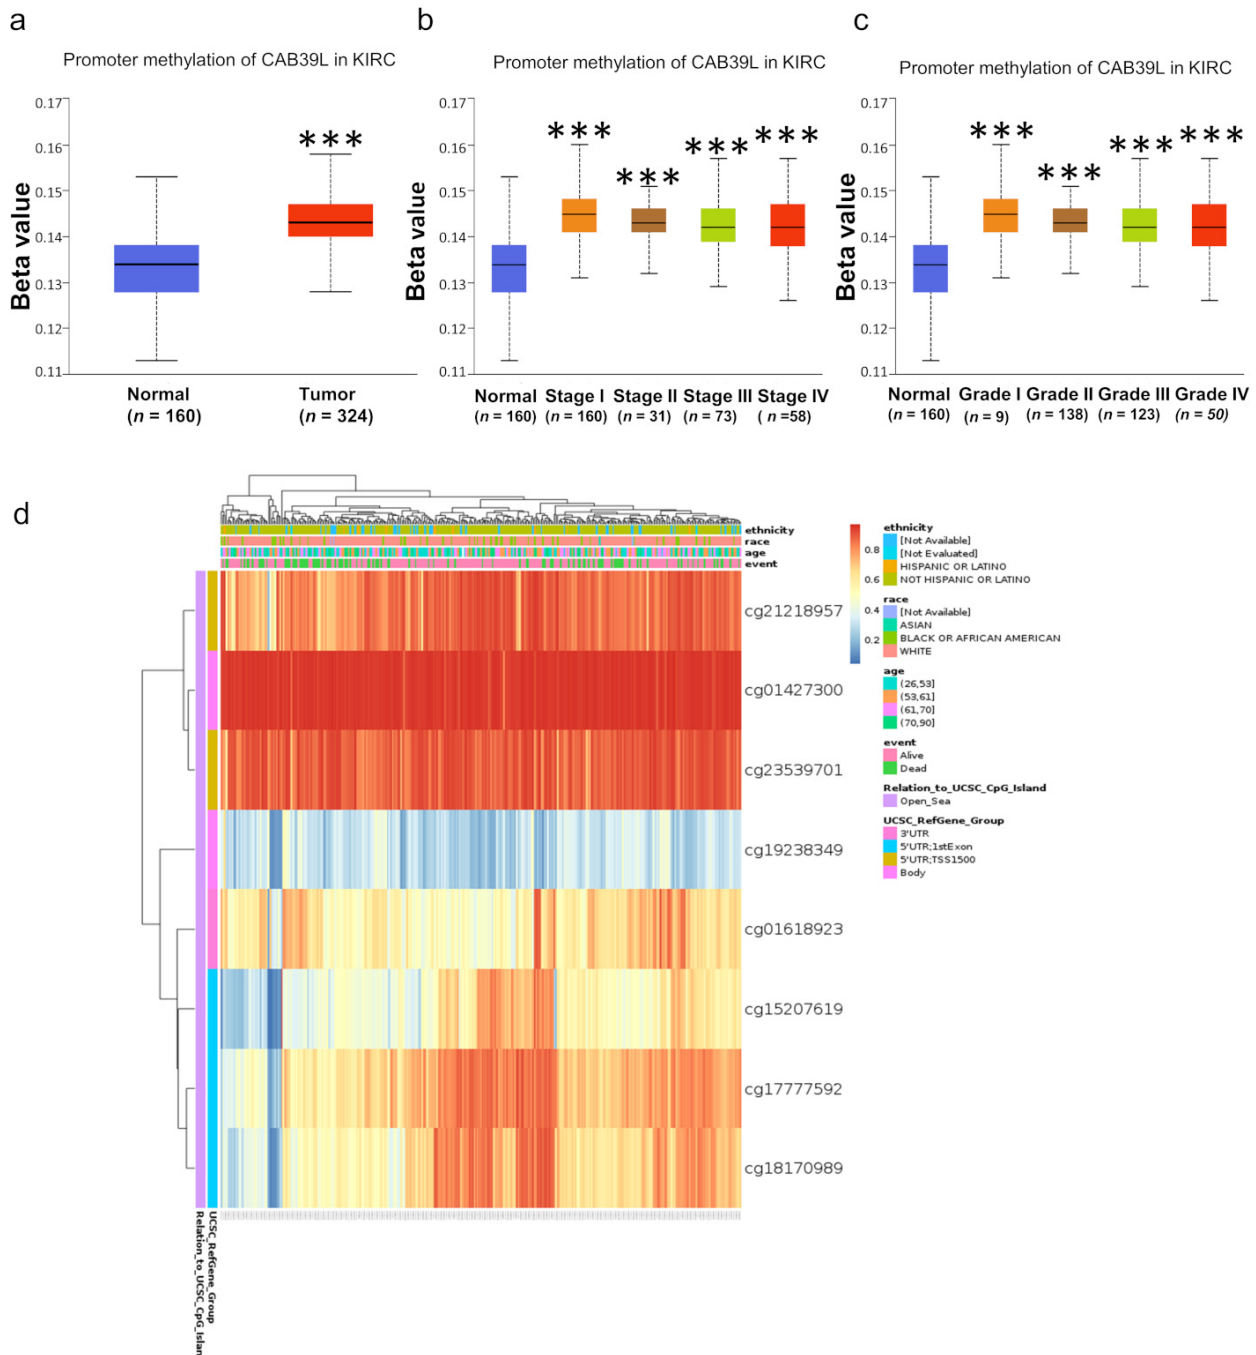 a
Promoter methylation of CAB39L in KIRC
Beta value
0.17
0.16
0.15
0.14
0.13
0.12
0.11
***
Normal
(n = 160)
Tumor
(n = 324)
b
Promoter methylation of CAB39L in KIRC
Beta value
0.17
0.16
0.15
0.14
0.13
0.12
0.11
*** *** *** ***
Normal Stage I Stage II Stage III Stage IV
(n = 160) (n = 160) (n = 31) (n = 73) ( n =58)
c
Promoter methylation of CAB39L in KIRC
Beta value
0.17
0.16
0.15
0.14
0.13
0.12
0.11
*** *** *** ***
Normal Grade I Grade II Grade III Grade IV
(n = 160) (n = 9) (n = 138) (n = 123) (n = 50)
d
ethnicity
race
age
event
cg21218957
cg01427300
cg23539701
cg19238349
cg01618923
cg15207619
cg17777592
cg18170989
0.8
0.6
0.4
0.2
ethnicity
[Not Available]
[Not Evaluated]
HISPANIC OR LATINO
NOT HISPANIC OR LATINO
race
[Not Available]
ASIAN
BLACK OR AFRICAN AMERICAN
WHITE
age
(26,53]
(53,61]
(61,70]
(70,90]
event
Alive
Dead
Relation_to_UCSC_CpG_Island
Open_Sea
UCSC_RefGene_Group
3'UTR
5'UTR;1stExon
5'UTR;TSS1500
Body
UCSC_RefGene_Group
Relation_to_UCSC_CpG_Islan